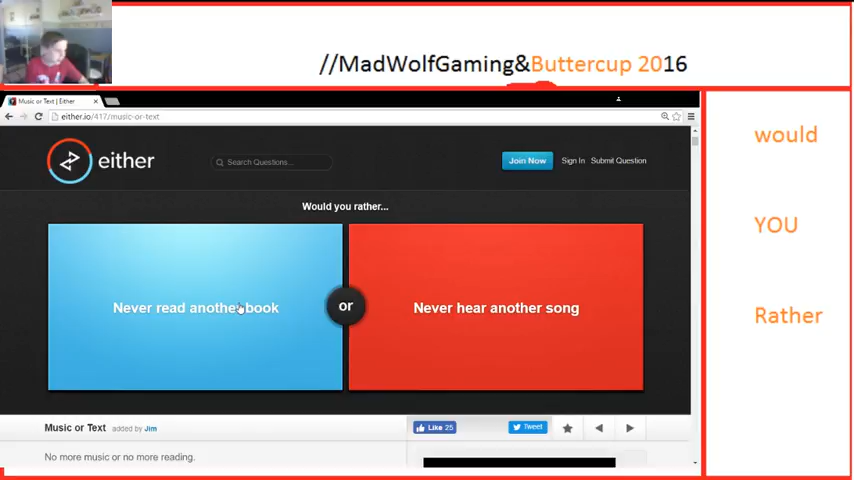 //MadWolfGaming&Buttercup 2016
Music or Text | Either
either.io/417/music-or-text
either
Search Questions...
Join Now
Sign In
Submit Question
Would you rather...
Never read another book
or
Never hear another song
Music or Text added by Jim
Like 25
Tweet
No more music or no more reading.
would
YOU
Rather